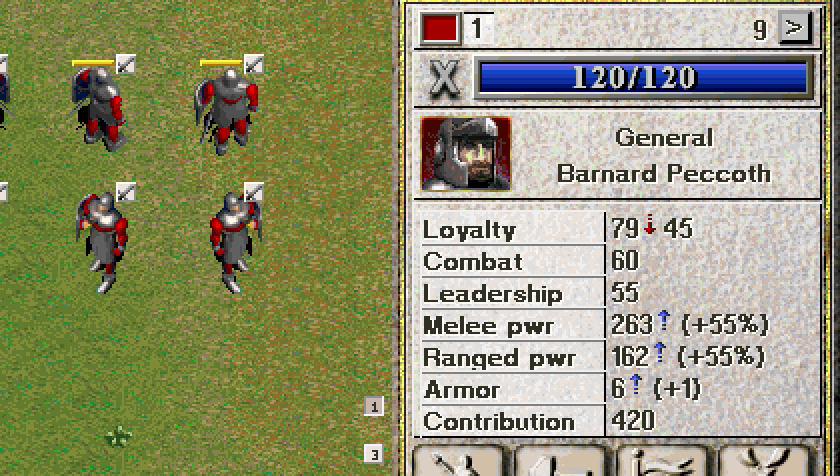 1 9 >
X 120/120
General
Barnard Peccoth
Loyalty 79 45
Combat 60
Leadership 55
Melee pwr 263 (+55%)
Ranged pwr 162 (+55%)
Armor 6 (+1)
Contribution 420
1
3